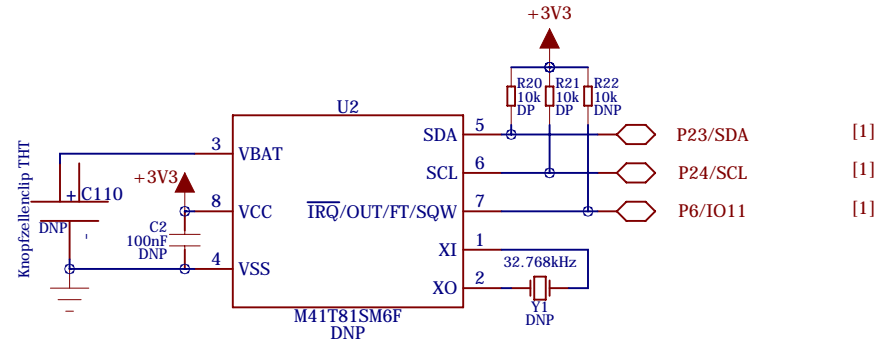 +3V3
R20 R21 R22
10k 10k 10k
DP DP DNP
U2
Knopfzellenclip THT
3 VBAT
SDA 5
P23/SDA [1]
+3V3
+ C110
SCL 6
P24/SCL [1]
8 VCC
IRQ/OUT/FT/SQW 7
P6/IO11 [1]
DNP
-
C2
100nF
DNP
XI 1
32.768kHz
4 VSS
XO 2
Y1
DNP
M41T81SM6F
DNP